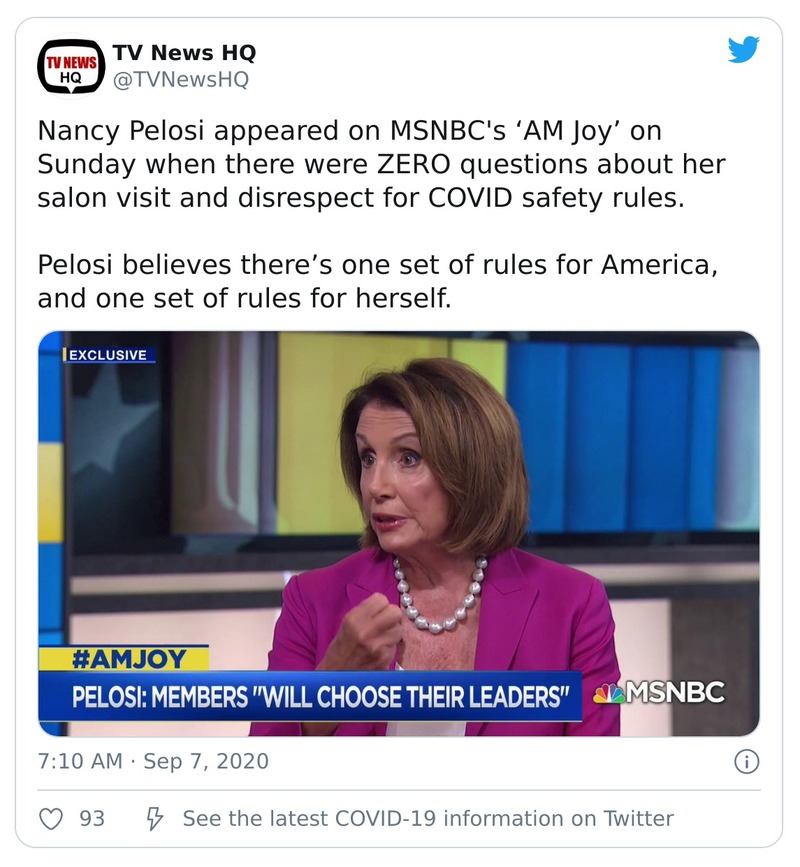 TV NEWS
HQ
TV News HQ
@TVNewsHQ
Nancy Pelosi appeared on MSNBC's ‘AM Joy’ on
Sunday when there were ZERO questions about her
salon visit and disrespect for COVID safety rules.
Pelosi believes there’s one set of rules for America,
and one set of rules for herself.
EXCLUSIVE
#AMJOY
PELOSI: MEMBERS "WILL CHOOSE THEIR LEADERS"
MSNBC
7:10 AM · Sep 7, 2020
93
See the latest COVID-19 information on Twitter